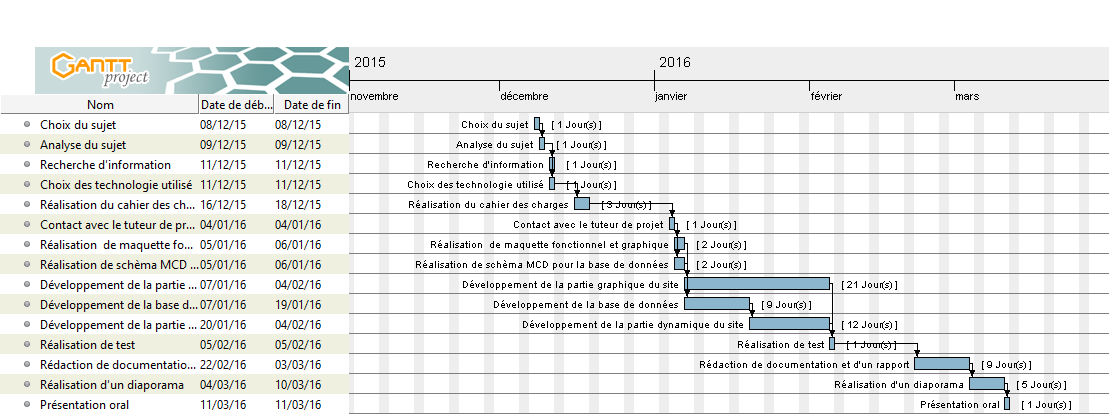 GANTT project
2015
2016
novembre
décembre
janvier
février
mars
Nom
Date de déb...
Date de fin
Choix du sujet 08/12/15 08/12/15 Choix du sujet [ 1 Jour(s) ]
Analyse du sujet 09/12/15 09/12/15 Analyse du sujet [ 1 Jour(s) ]
Recherche d'information 11/12/15 11/12/15 Recherche d'information [ 1 Jour(s) ]
Choix des technologie utilisé 11/12/15 11/12/15 Choix des technologie utilisé [ 1 Jour(s) ]
Réalisation du cahier des ch... 16/12/15 18/12/15 Réalisation du cahier des charges [ 3 Jour(s) ]
Contact avec le tuteur de pr... 04/01/16 04/01/16 Contact avec le tuteur de projet [ 1 Jour(s) ]
Réalisation de maquette fo... 05/01/16 06/01/16 Réalisation de maquette fonctionnel et graphique [ 2 Jour(s) ]
Réalisation de schèma MCD ... 05/01/16 06/01/16 Réalisation de schèma MCD pour la base de données [ 2 Jour(s) ]
Développement de la partie ... 07/01/16 04/02/16 Développement de la partie graphique du site [ 21 Jour(s) ]
Développement de la base d... 07/01/16 19/01/16 Développement de la base de données [ 9 Jour(s) ]
Développement de la partie ... 20/01/16 04/02/16 Développement de la partie dynamique du site [ 12 Jour(s) ]
Réalisation de test 05/02/16 05/02/16 Réalisation de test [ 1 Jour(s) ]
Rédaction de documentatio... 22/02/16 03/03/16 Rédaction de documentation et d'un rapport [ 9 Jour(s) ]
Réalisation d'un diaporama 04/03/16 10/03/16 Réalisation d'un diaporama [ 5 Jour(s) ]
Présentation oral 11/03/16 11/03/16 Présentation oral [ 1 Jour(s) ]